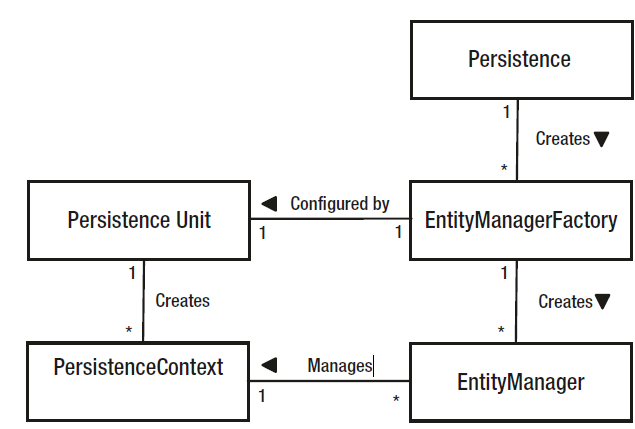 Persistence
1
Creates ▼
*
◀ Configured by
Persistence Unit
EntityManagerFactory
1
1
1
1
Creates
Creates ▼
*
*
PersistenceContext
◀ Manages
EntityManager
1
*